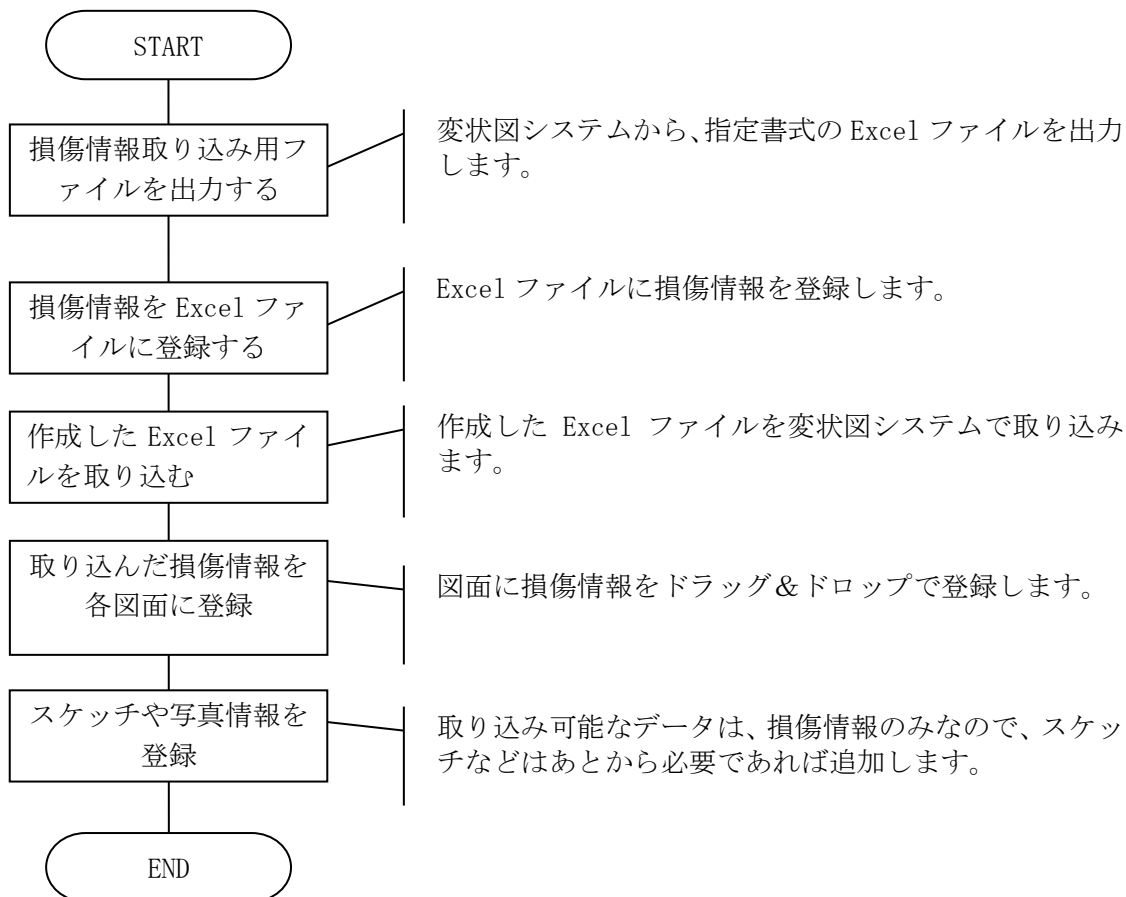 START
損傷情報取り込み用フ
ァイルを出力する
変状図システムから、指定書式の Excel ファイルを出力
します。
損傷情報を Excel ファ
イルに登録する
Excel ファイルに損傷情報を登録します。
作成した Excel ファイ
ルを取り込む
作成した Excel ファイルを変状図システムで取り込み
ます。
取り込んだ損傷情報を
各図面に登録
図面に損傷情報をドラッグ＆ドロップで登録します。
スケッチや写真情報を
登録
取り込み可能なデータは、損傷情報のみなので、スケッ
チなどはあとから必要であれば追加します。
END